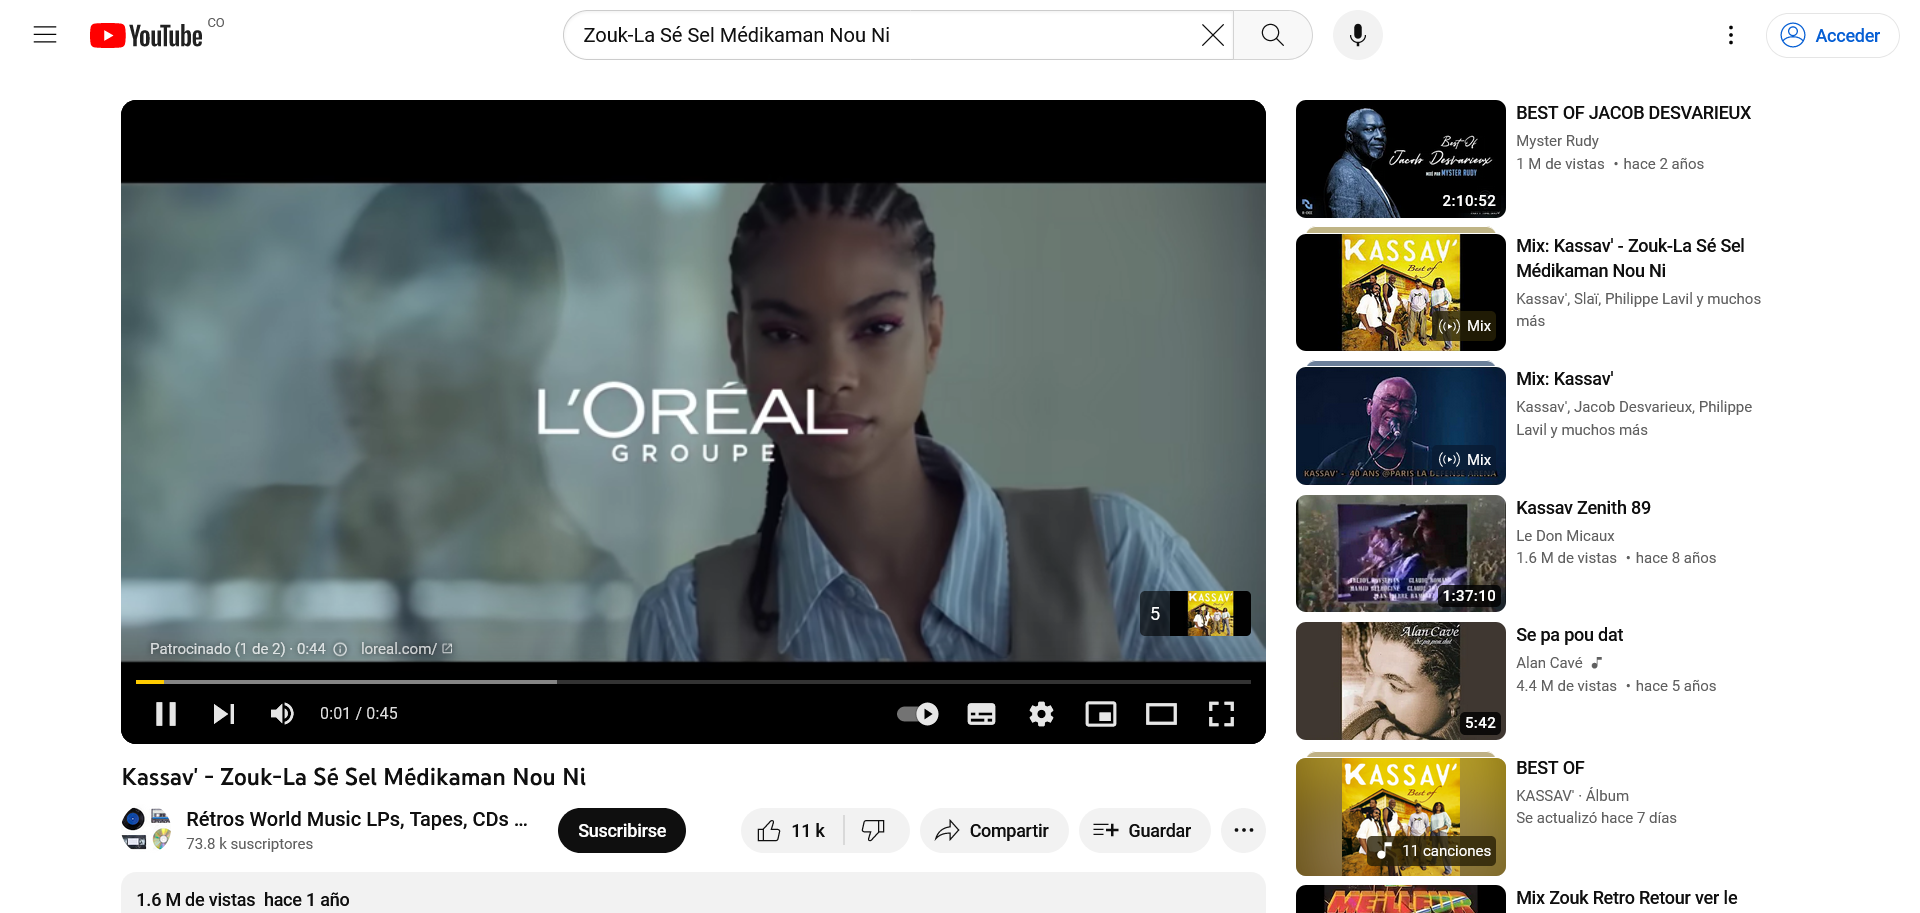 YouTube CO
Zouk-La Sé Sel Médikaman Nou Ni
Acceder
L'ORÉAL
GROUPE
5
KASSAV'
Patrocinado (1 de 2) · 0:44
loreal.com/
0:01 / 0:45
Kassav' - Zouk-La Sé Sel Médikaman Nou Ni
Rétros World Music LPs, Tapes, CDs ...
73.8 k suscriptores
Suscribirse
11 k
Compartir
Guardar
1.6 M de vistas hace 1 año
Best Of
Jacob Desvarieux
MIXÉ PAR MYSTER RUDY
2:10:52
BEST OF JACOB DESVARIEUX
Myster Rudy
1 M de vistas • hace 2 años
KASSAV'
Best of
Mix
Mix: Kassav' - Zouk-La Sé Sel
Médikaman Nou Ni
Kassav', Slaï, Philippe Lavil y muchos
más
Mix
KASSAV' - 40 ANS @PARIS LA DEFENSE ARENA
Mix: Kassav'
Kassav', Jacob Desvarieux, Philippe
Lavil y muchos más
1:37:10
Kassav Zenith 89
Le Don Micaux
1.6 M de vistas • hace 8 años
Alan Cavé
Se pa pou dat
5:42
Se pa pou dat
Alan Cavé
4.4 M de vistas • hace 5 años
KASSAV'
Best of
11 canciones
BEST OF
KASSAV' · Álbum
Se actualizó hace 7 días
MEILLEUR
Mix Zouk Retro Retour ver le